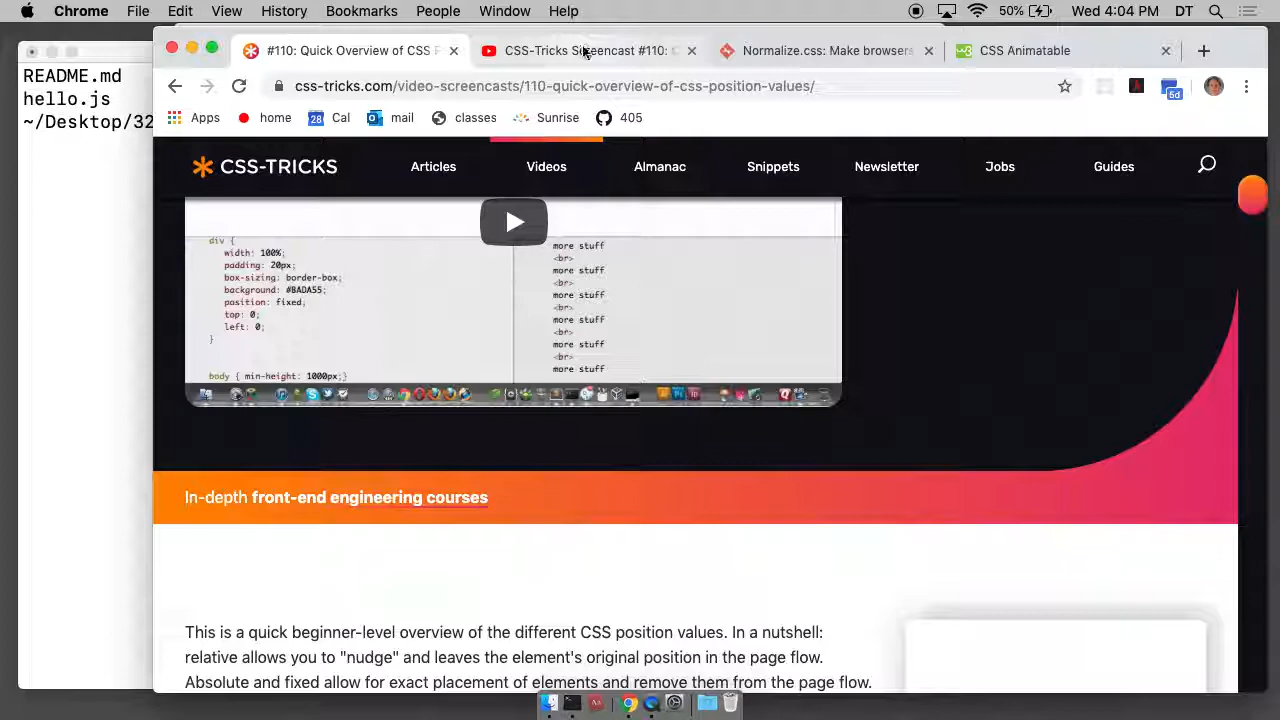 Chrome File Edit View History Bookmarks People Window Help 50% Wed 4:04 PM DT
README.md
hello.js
~/Desktop/32
#110: Quick Overview of CSS P
CSS-Tricks Screencast #110: 
Normalize.css: Make browsers
CSS Animatable
css-tricks.com/video-screencasts/110-quick-overview-of-css-position-values/
6d
Apps home 28 Cal mail classes Sunrise 405
CSS-TRICKS Articles Videos Almanac Snippets Newsletter Jobs Guides
div {
width: 100%;
padding: 20px;
box-sizing: border-box;
background: #BADA55;
position: fixed;
top: 0;
left: 0;
}
body { min-height: 1000px;}
more stuff
<br>
more stuff
<br>
more stuff
<br>
more stuff
<br>
more stuff
<br>
more stuff
In-depth front-end engineering courses
This is a quick beginner-level overview of the different CSS position values. In a nutshell:
relative allows you to "nudge" and leaves the element's original position in the page flow.
Absolute and fixed allow for exact placement of elements and remove them from the page flow.